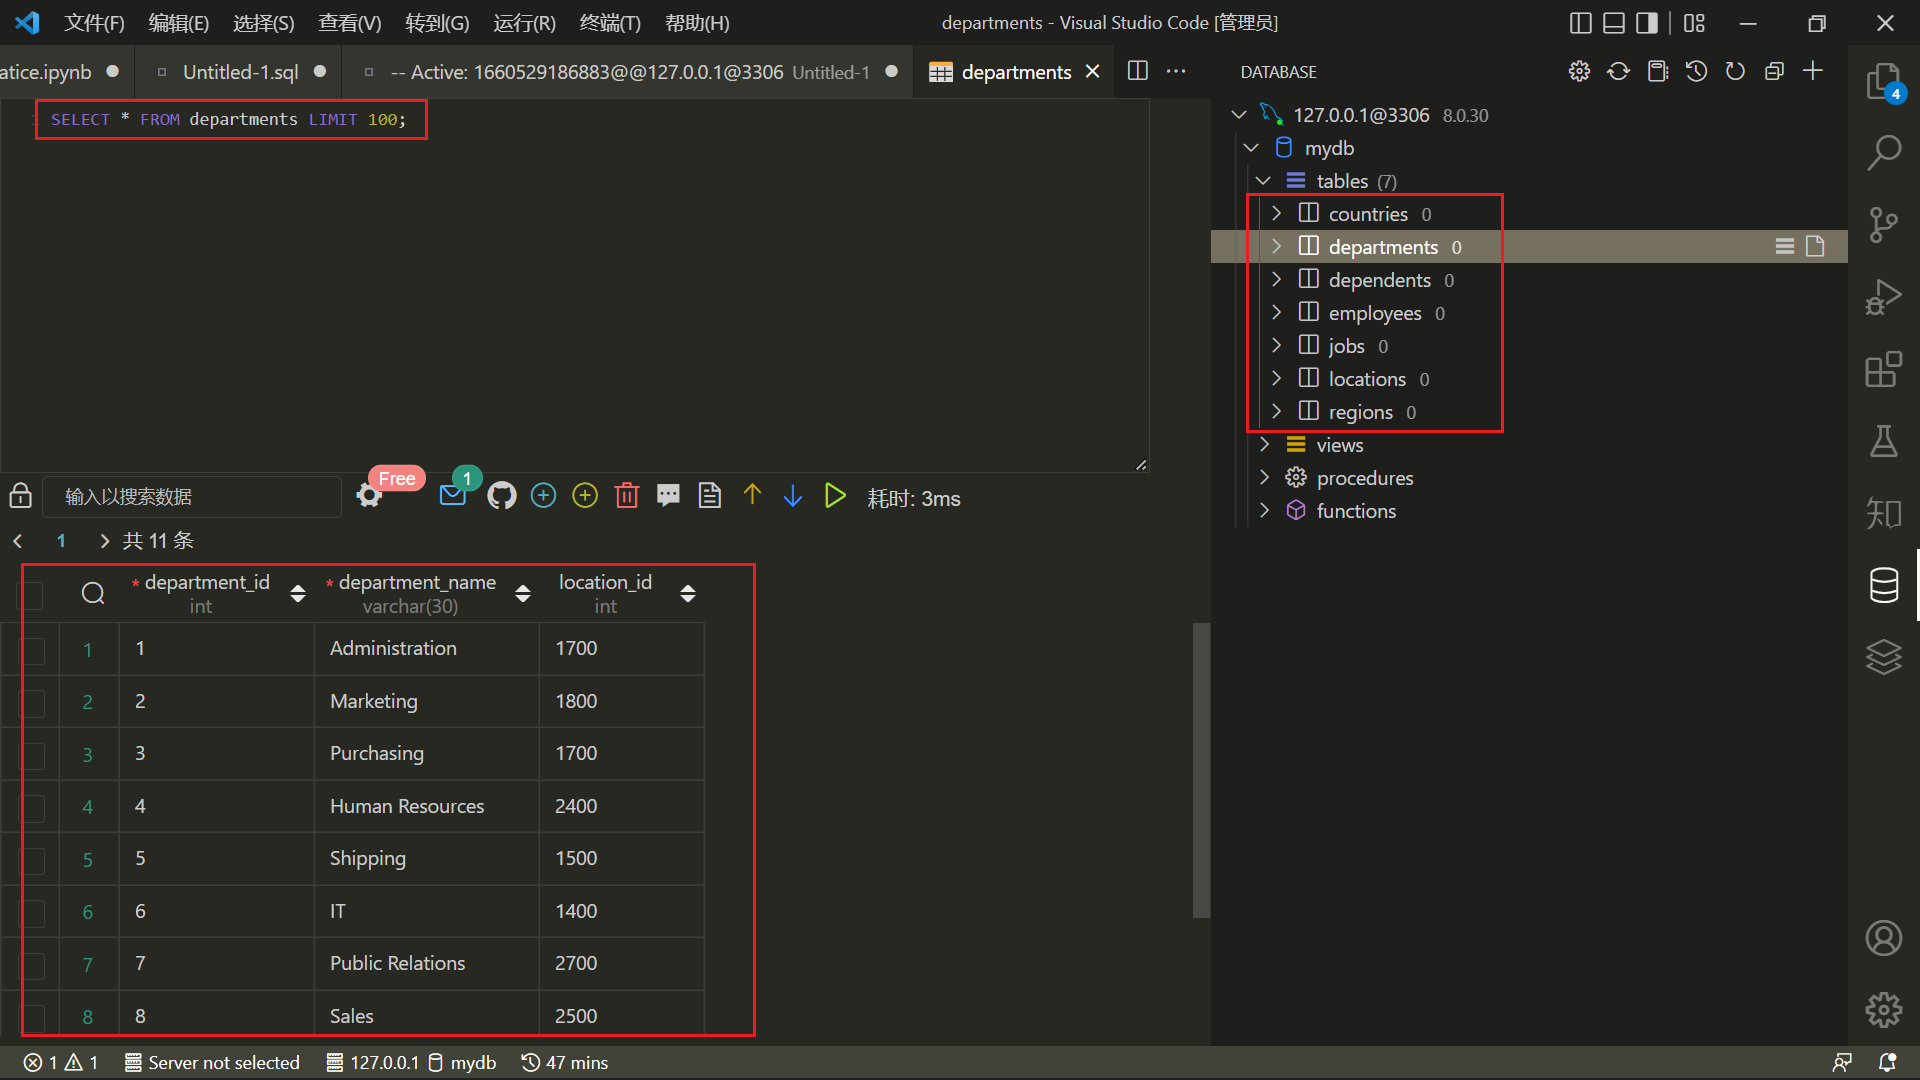 文件(F) 编辑(E) 选择(S) 查看(V) 转到(G) 运行(R) 终端(T) 帮助(H) departments - Visual Studio Code [管理员]
atice.ipynb Untitled-1.sql -- Active: 1660529186883@@127.0.0.1@3306 Untitled-1 departments
1 SELECT * FROM departments LIMIT 100;
输入以搜索数据 Free 1 耗时: 3ms
1 共 11 条
* department_id * department_name location_id
int varchar(30) int
1 1 Administration 1700
2 2 Marketing 1800
3 3 Purchasing 1700
4 4 Human Resources 2400
5 5 Shipping 1500
6 6 IT 1400
7 7 Public Relations 2700
8 8 Sales 2500
DATABASE
127.0.0.1@3306 8.0.30
mydb
tables (7)
countries 0
departments 0
dependents 0
employees 0
jobs 0
locations 0
regions 0
views
procedures
functions
4
知
1 1 Server not selected 127.0.0.1 mydb 47 mins